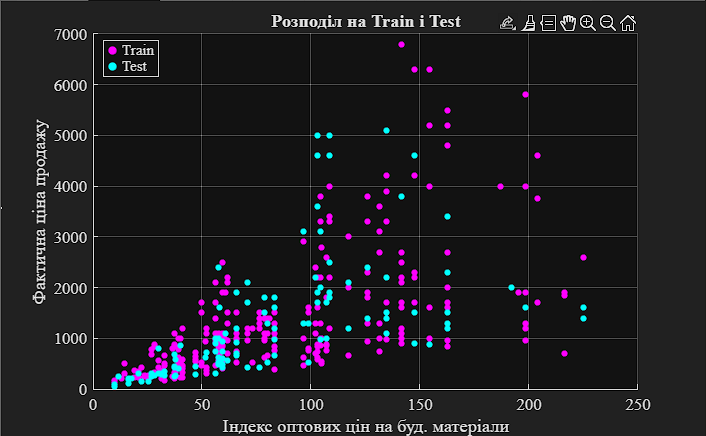 Розподіл на Train і Test
Train
Test
7000
6000
5000
4000
3000
2000
1000
0
Фактична ціна продажу
0 50 100 150 200 250
Індекс оптових цін на буд. матеріали